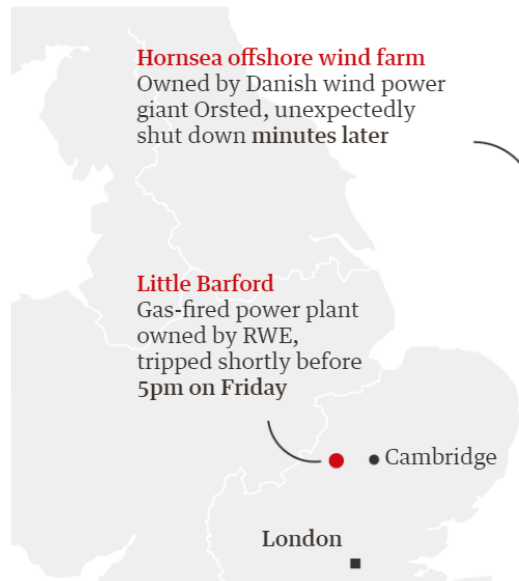 Hornsea offshore wind farm
Owned by Danish wind power
giant Orsted, unexpectedly
shut down minutes later
Little Barford
Gas-fired power plant
owned by RWE,
tripped shortly before
5pm on Friday
Cambridge
London